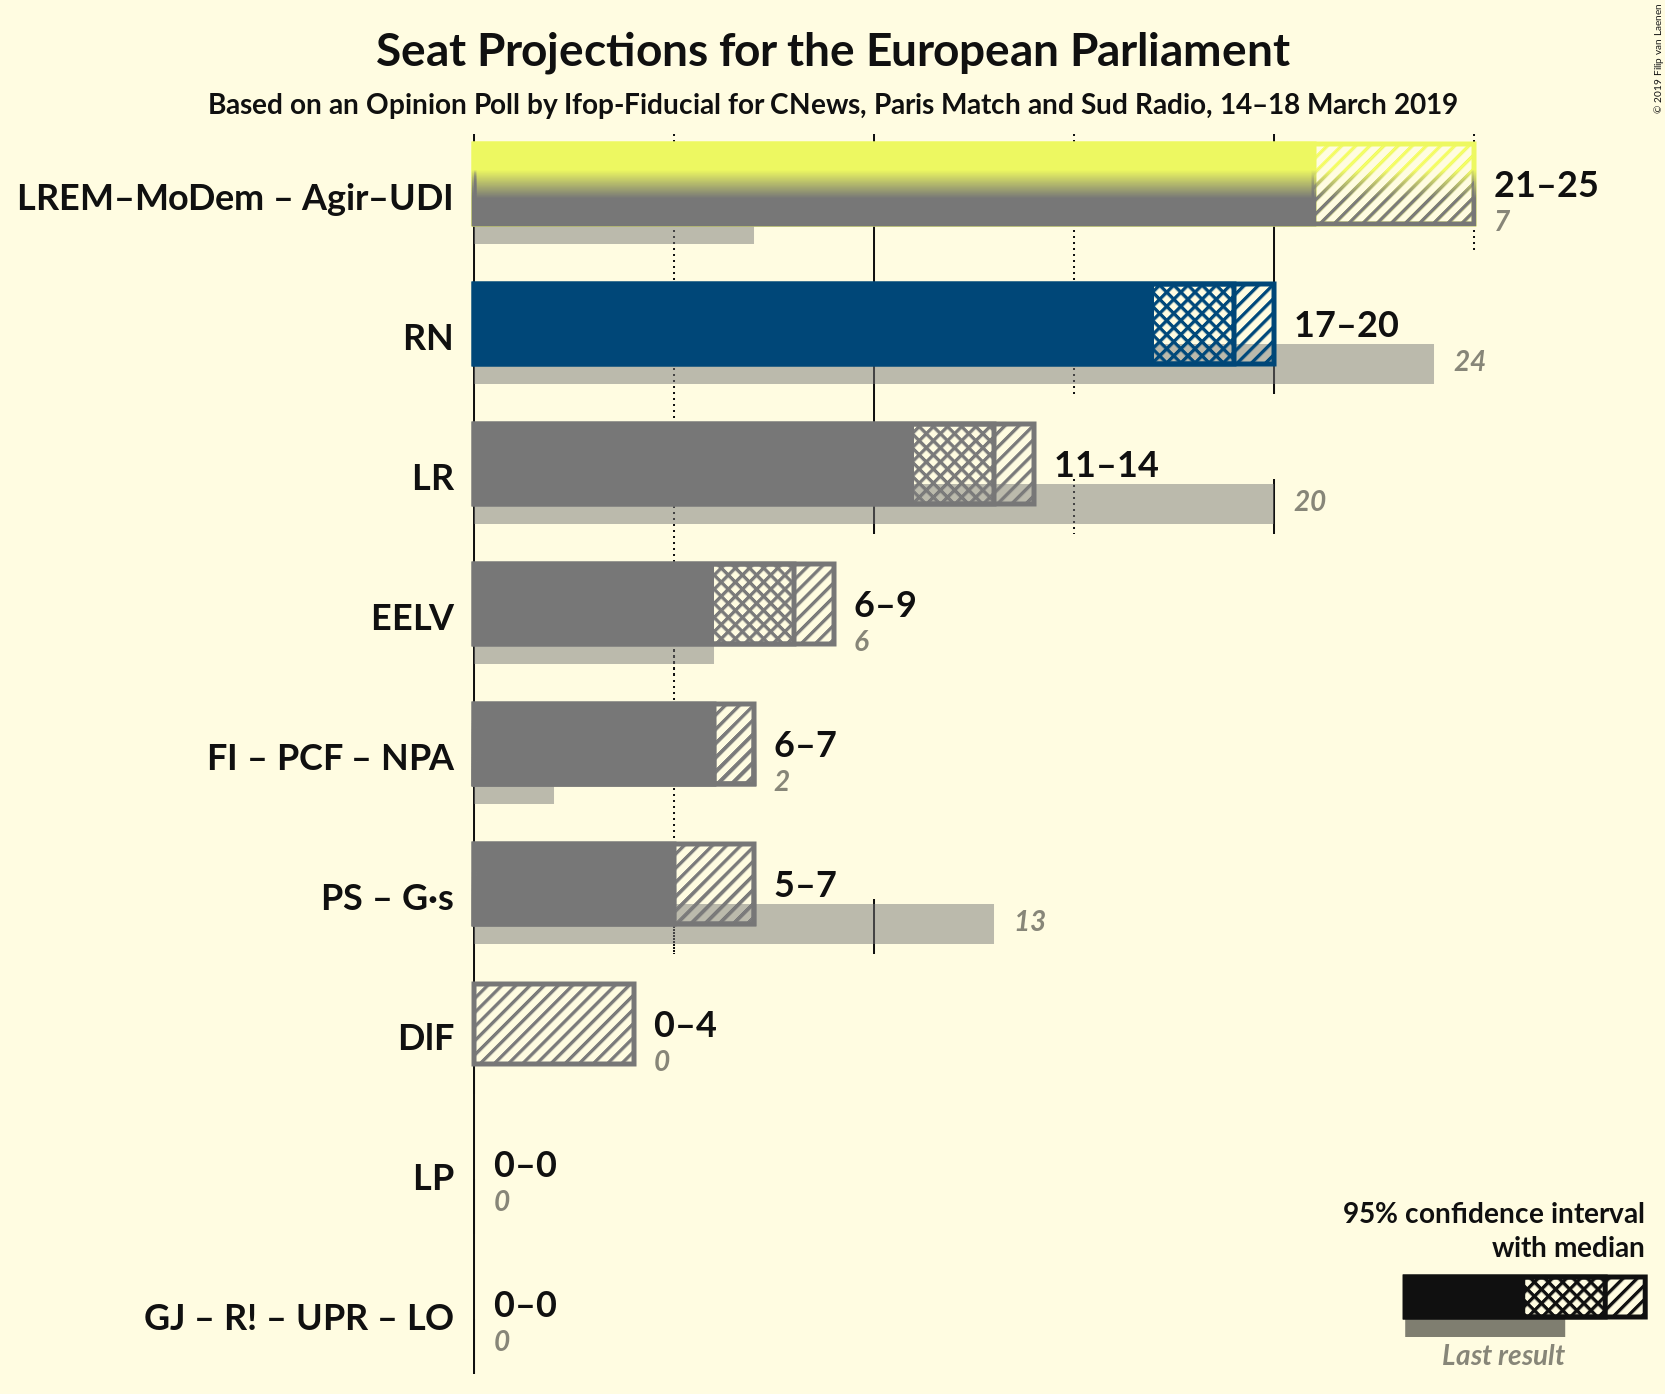 Seat Projections for the European Parliament
Based on an Opinion Poll by Ifop-Fiducial for CNews, Paris Match and Sud Radio, 14–18 March 2019
© 2019 Filip van Laenen
LREM–MoDem – Agir–UDI
21–25
7
RN
17–20
24
LR
11–14
20
EELV
6–9
6
FI – PCF – NPA
6–7
2
PS – G·s
5–7
13
DlF
0–4
0
LP
0–0
0
GJ – R! – UPR – LO
0–0
0
95% confidence interval
with median
Last result